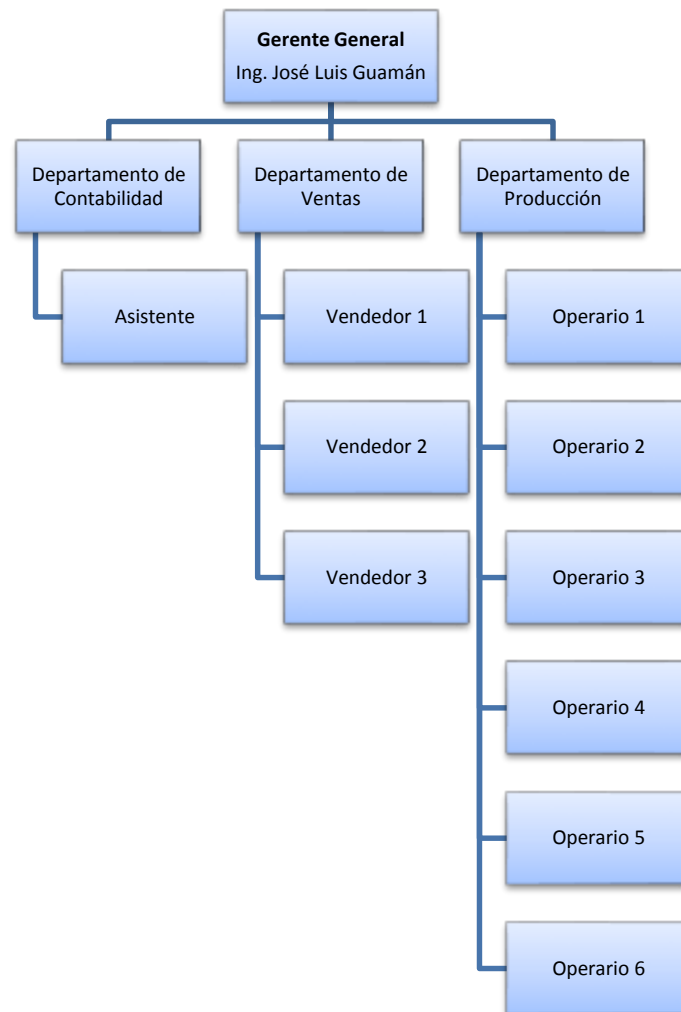 Gerente General
Ing. José Luis Guamán
Departamento de
Contabilidad
Departamento de
Ventas
Departamento de
Producción
Asistente
Vendedor 1
Operario 1
Vendedor 2
Operario 2
Vendedor 3
Operario 3
Operario 4
Operario 5
Operario 6